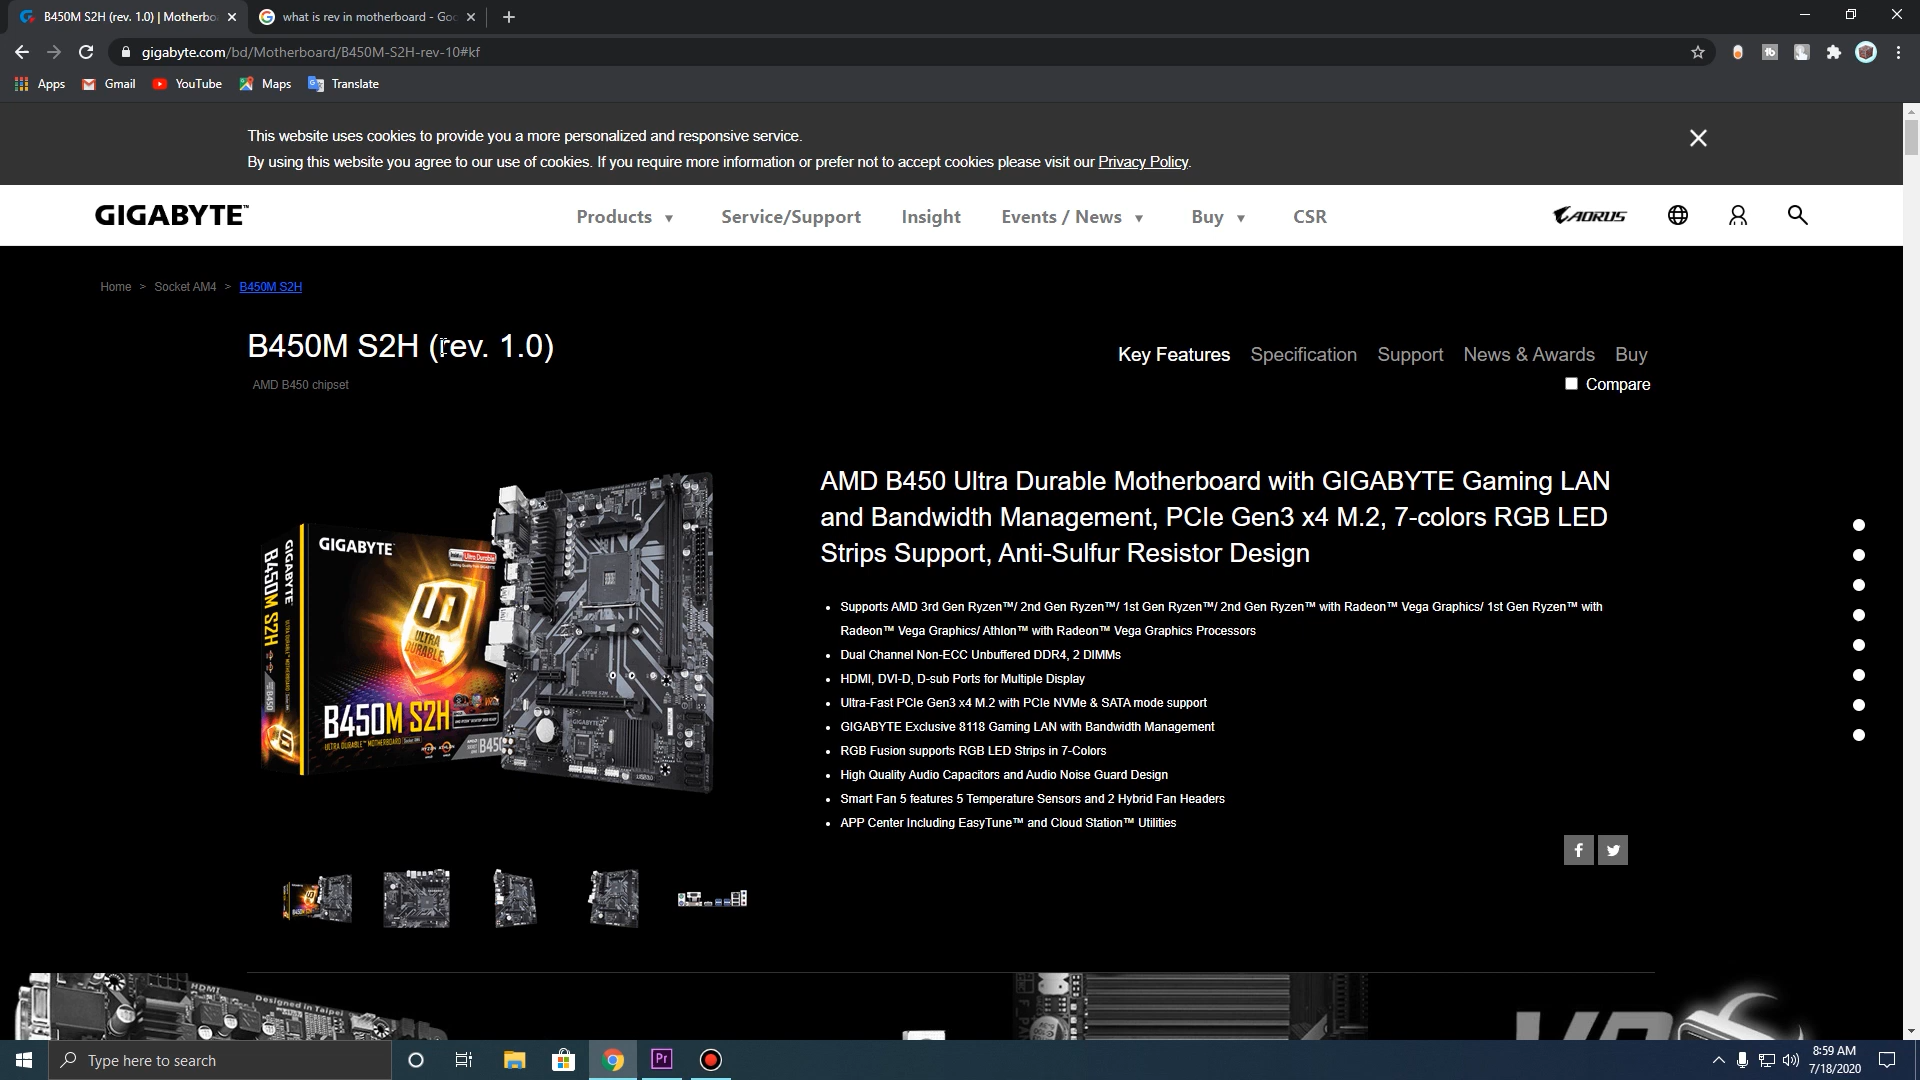 B450M S2H (rev. 1.0) | Motherbo
what is rev in motherboard - Goo
gigabyte.com/bd/Motherboard/B450M-S2H-rev-10#kf
Apps
Gmail
YouTube
Maps
Translate
This website uses cookies to provide you a more personalized and responsive service.
By using this website you agree to our use of cookies. If you require more information or prefer not to accept cookies please visit our Privacy Policy.
GIGABYTE™
Products
Service/Support
Insight
Events / News
Buy
CSR
AORUS
Home > Socket AM4 > B450M S2H
B450M S2H (rev. 1.0)
AMD B450 chipset
Key Features
Specification
Support
News & Awards
Buy
Compare
AMD B450 Ultra Durable Motherboard with GIGABYTE Gaming LAN
and Bandwidth Management, PCIe Gen3 x4 M.2, 7-colors RGB LED
Strips Support, Anti-Sulfur Resistor Design
Supports AMD 3rd Gen Ryzen™/ 2nd Gen Ryzen™/ 1st Gen Ryzen™/ 2nd Gen Ryzen™ with Radeon™ Vega Graphics/ 1st Gen Ryzen™ with
Radeon™ Vega Graphics/ Athlon™ with Radeon™ Vega Graphics Processors
Dual Channel Non-ECC Unbuffered DDR4, 2 DIMMs
HDMI, DVI-D, D-sub Ports for Multiple Display
Ultra-Fast PCIe Gen3 x4 M.2 with PCIe NVMe & SATA mode support
GIGABYTE Exclusive 8118 Gaming LAN with Bandwidth Management
RGB Fusion supports RGB LED Strips in 7-Colors
High Quality Audio Capacitors and Audio Noise Guard Design
Smart Fan 5 features 5 Temperature Sensors and 2 Hybrid Fan Headers
APP Center Including EasyTune™ and Cloud Station™ Utilities
GIGABYTE
B450M S2H
GIGABYTE™
Ultra Durable
ULTRA
DURABLE
B450M S2H
ULTRA DURABLE™ MOTHERBOARD
Designed in Taipei
GIGABYTE
HDMI
Designed in Taipei
Type here to search
Pr
8:59 AM
7/18/2020